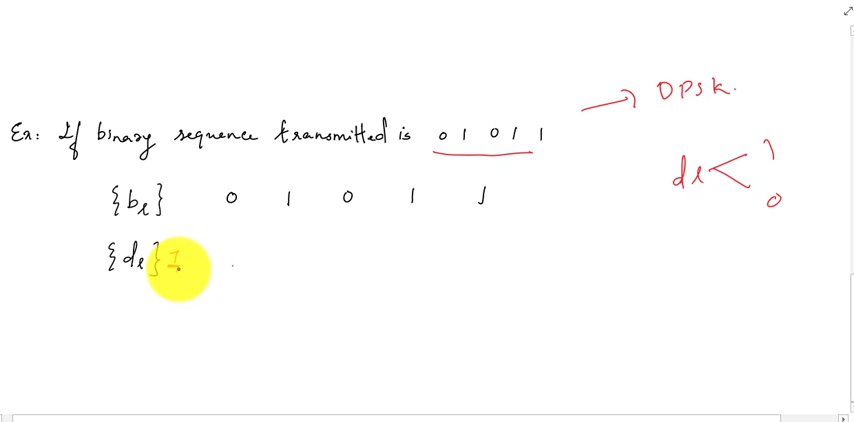 → DPSK.
Ex: If binary sequence transmitted is 0 1 0 1 1
dk < 1 0
{bk} 0 1 0 1 1
{dk} 1